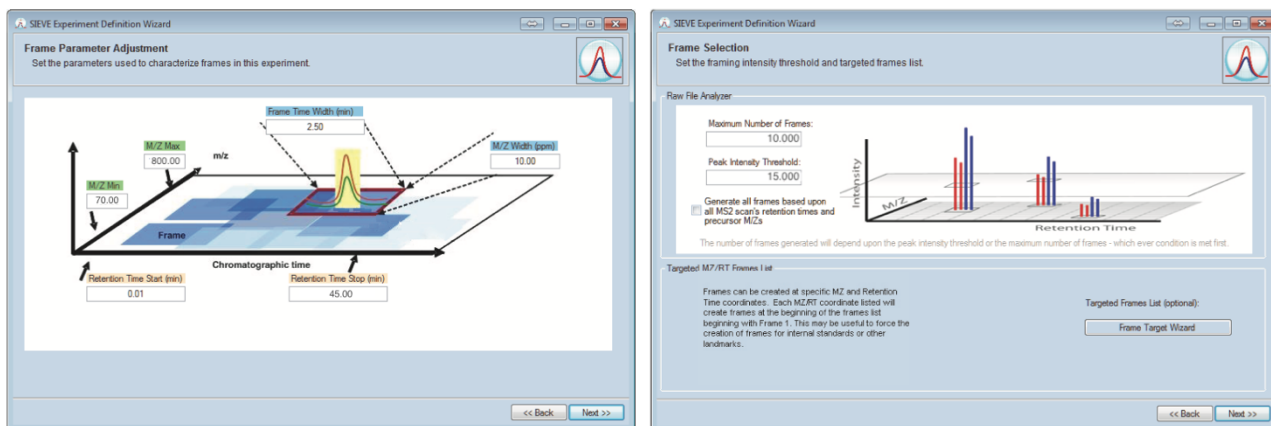 SIEVE Experiment Definition Wizard
Frame Parameter Adjustment
Set the parameters used to characterize frames in this experiment.
Frame Time Width (min)
2.50
M/Z Max
800.00
m/z
M/Z Width (ppm)
10.00
M/Z Min
70.00
Frame
Chromatographic time
Retention Time Start (min)
0.01
Retention Time Stop (min)
45.00
<< Back
Next >>
SIEVE Experiment Definition Wizard
Frame Selection
Set the framing intensity threshold and targeted frames list.
Raw File Analyzer
Maximum Number of Frames:
10.000
Peak Intensity Threshold:
15.000
Generate all frames based upon
all MS2 scan's retention times and
precursor M/Zs
Intensity
M/Z
Retention Time
The number of frames generated will depend upon the peak intensity threshold or the maximum number of frames - which ever condition is met first.
Targeted MZ/RT Frames List
Frames can be created at specific MZ and Retention
Time coordinates. Each MZ/RT coordinate listed will
create frames at the beginning of the frames list
beginning with Frame 1. This may be useful to force the
creation of frames for internal standards or other
landmarks.
Targeted Frames List (optional):
Frame Target Wizard
<< Back
Next >>